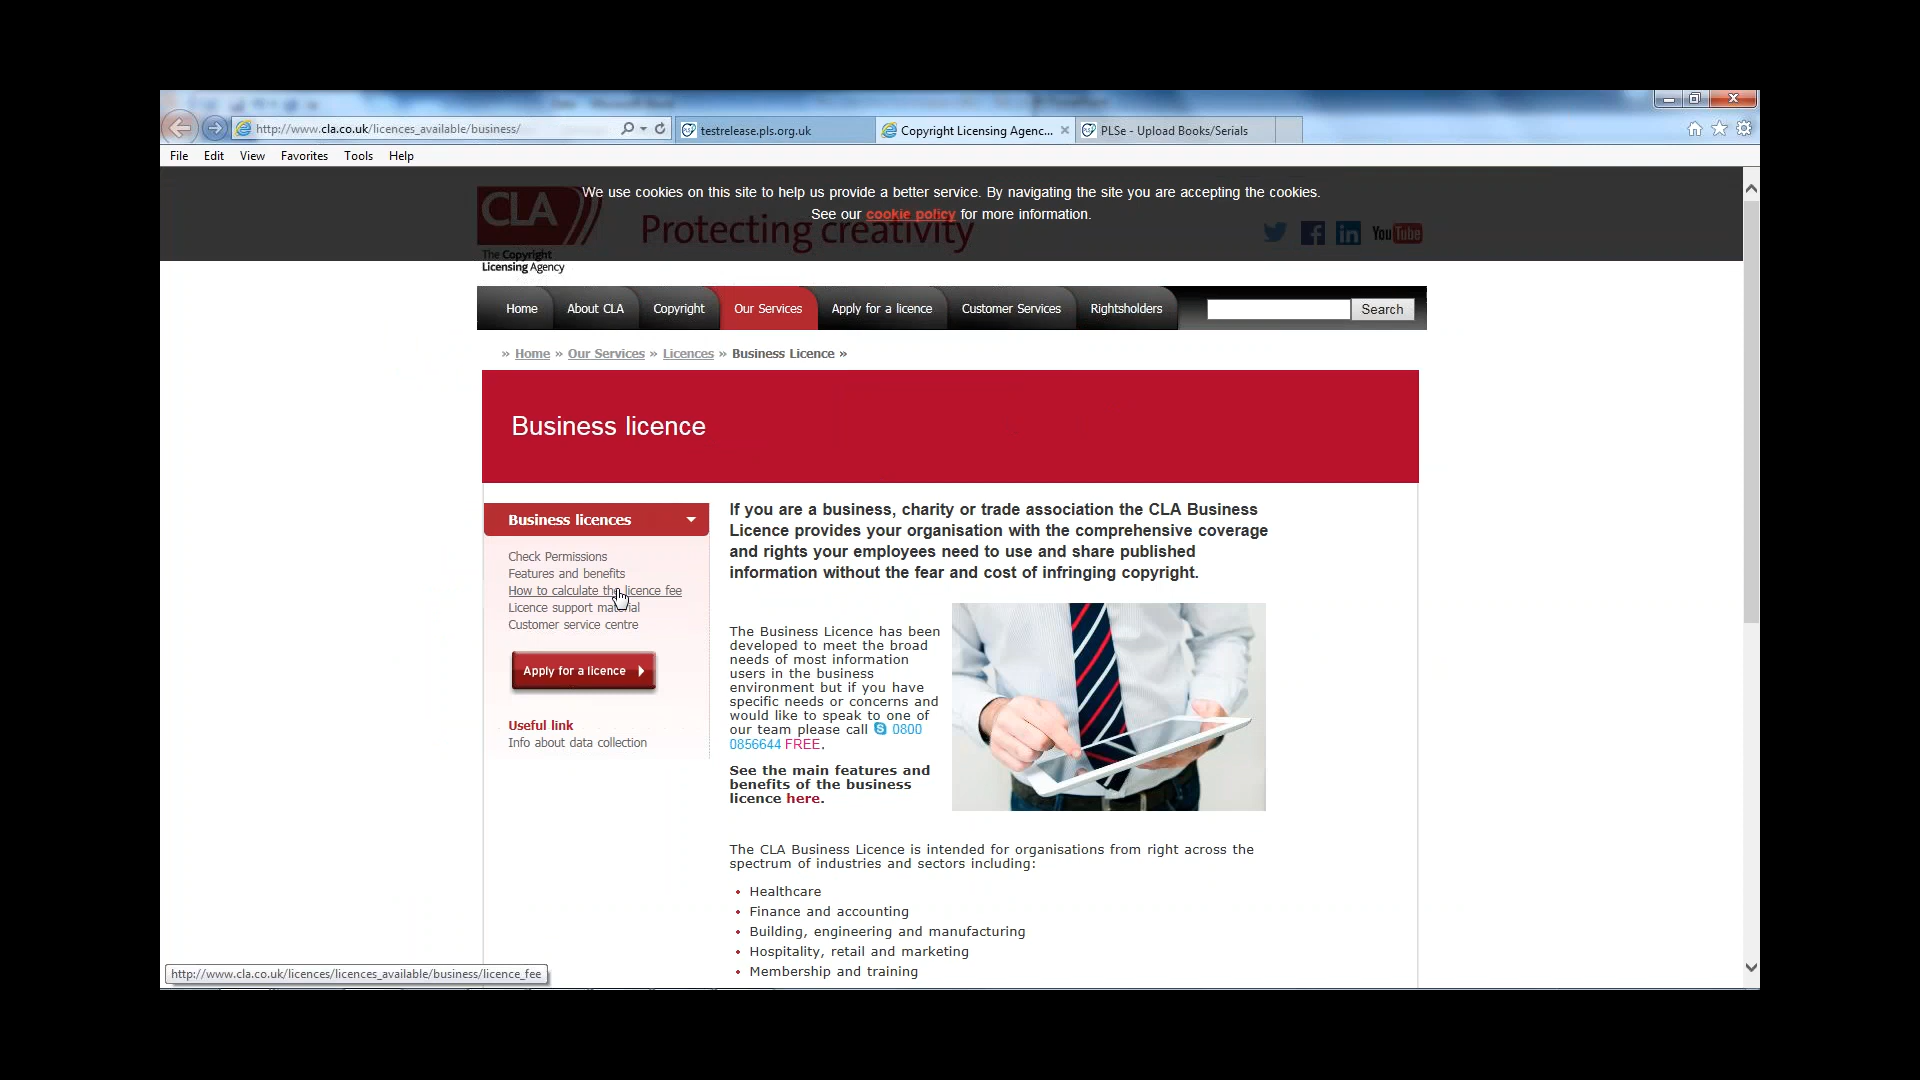 http://www.cla.co.uk/licences_available/business/
testrelease.pls.org.uk
Copyright Licensing Agenc...
PLSe - Upload Books/Serials
File Edit View Favorites Tools Help
We use cookies on this site to help us provide a better service. By navigating the site you are accepting the cookies.
See our cookie policy for more information.
CLA
The Copyright
Licensing Agency
Protecting creativity
You Tube
Home About CLA Copyright Our Services Apply for a licence Customer Services Rightsholders Search
» Home » Our Services » Licences » Business Licence »
Business licence
Business licences
Check Permissions
Features and benefits
How to calculate the licence fee
Licence support material
Customer service centre
Apply for a licence
Useful link
Info about data collection
If you are a business, charity or trade association the CLA Business
Licence provides your organisation with the comprehensive coverage
and rights your employees need to use and share published
information without the fear and cost of infringing copyright.
The Business Licence has been
developed to meet the broad
needs of most information
users in the business
environment but if you have
specific needs or concerns and
would like to speak to one of
our team please call 0800
0856644 FREE.
See the main features and
benefits of the business
licence here.
The CLA Business Licence is intended for organisations from right across the
spectrum of industries and sectors including:
• Healthcare
• Finance and accounting
• Building, engineering and manufacturing
• Hospitality, retail and marketing
• Membership and training
http://www.cla.co.uk/licences/licences_available/business/licence_fee